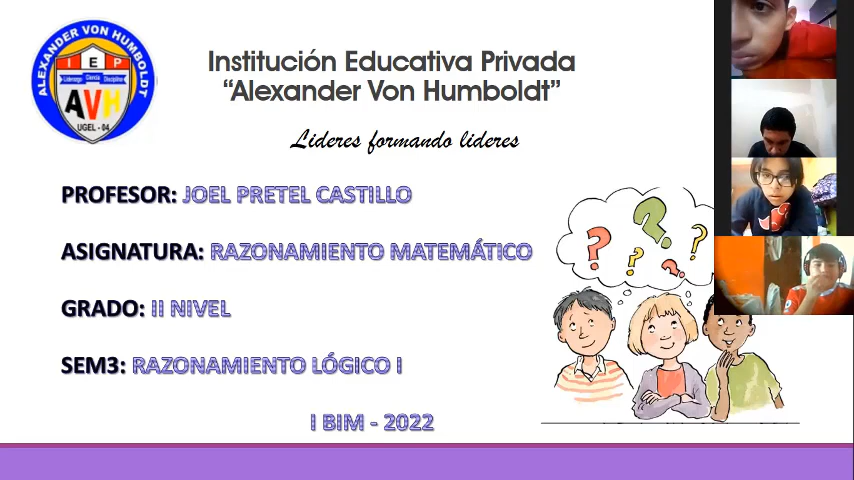 ALEXANDER VON HUMBOLDT
I E P
Liderazgo Ciencia Disciplina
AVH
UGEL - 04
Institución Educativa Privada
“Alexander Von Humboldt”
Lideres formando lideres
PROFESOR: JOEL PRETEL CASTILLO
ASIGNATURA: RAZONAMIENTO MATEMÁTICO
GRADO: II NIVEL
SEM3: RAZONAMIENTO LÓGICO I
I BIM - 2022
? ? ? ? ?